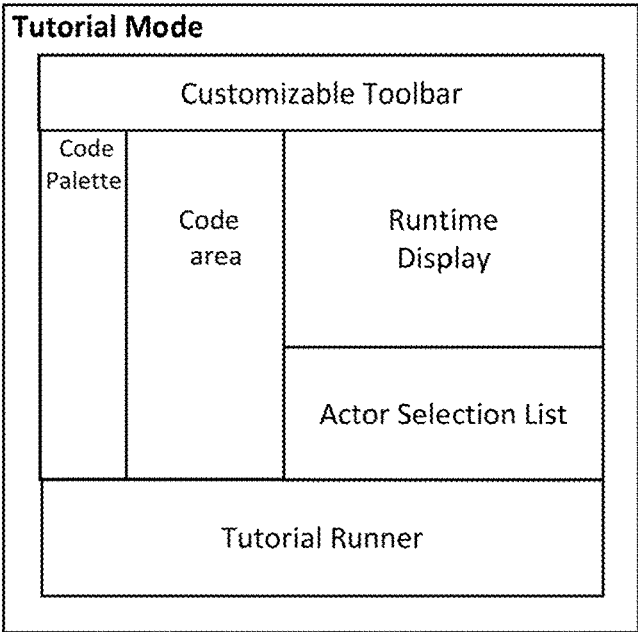 Tutorial Mode
Customizable Toolbar
Code
Palette
Code
area
Runtime
Display
Actor Selection List
Tutorial Runner